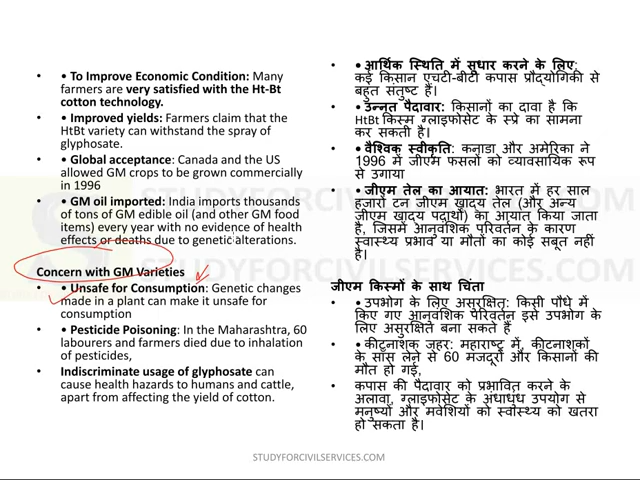 • • To Improve Economic Condition: Many
farmers are very satisfied with the Ht-Bt
cotton technology.
• • Improved yields: Farmers claim that the
HtBt variety can withstand the spray of
glyphosate.
• • Global acceptance: Canada and the US
allowed GM crops to be grown commercially
in 1996
• • GM oil imported: India imports thousands
of tons of GM edible oil (and other GM food
items) every year with no evidence of health
effects or deaths due to genetic alterations.
Concern with GM Varieties
• • Unsafe for Consumption: Genetic changes
made in a plant can make it unsafe for
consumption
• • Pesticide Poisoning: In the Maharashtra, 60
labourers and farmers died due to inhalation
of pesticides,
• Indiscriminate usage of glyphosate can
cause health hazards to humans and cattle,
apart from affecting the yield of cotton.
• • आर्थिक स्थिति में सुधार करने के लिए:
कई किसान एचटी-बीटी कपास प्रौद्योगिकी से
बहुत संतुष्ट हैं।
• • उन्नत पैदावार: किसानों का दावा है कि
HtBt किस्म ग्लाइफोसेट के स्प्रे का सामना
कर सकती है।
• • वैश्विक स्वीकृति: कनाडा और अमेरिका ने
1996 में जीएम फसलों को व्यावसायिक रूप
से उगाया
• • जीएम तेल का आयात: भारत में हर साल
हजारों टन जीएम खाद्य तेल (और अन्य
जीएम खाद्य पदार्थों) का आयात किया जाता
है, जिसमें आनुवंशिक परिवर्तन के कारण
स्वास्थ्य प्रभाव या मौतों का कोई सबूत नहीं
है।
जीएम किस्मों के साथ चिंता
• • उपभोग के लिए असुरक्षित: किसी पौधे में
किए गए आनुवंशिक परिवर्तन इसे उपभोग के
लिए असुरक्षित बना सकते हैं
• • कीटनाशक जहर: महाराष्ट्र में, कीटनाशकों
के सांस लेने से 60 मजदूरों और किसानों की
मौत हो गई,
• कपास की पैदावार को प्रभावित करने के
अलावा, ग्लाइफोसेट के अंधाधुंध उपयोग से
मनुष्यों और मवेशियों को स्वास्थ्य को खतरा
हो सकता है।
STUDYFORCIVILSERVICES.COM